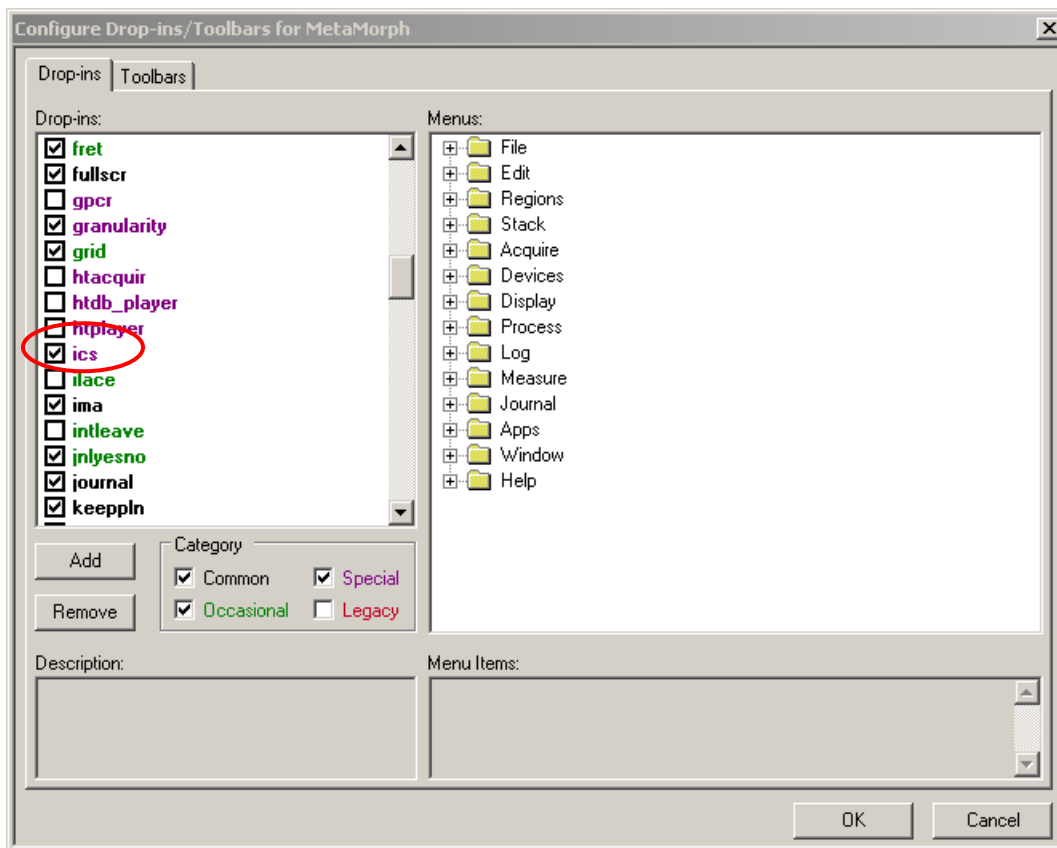 Configure Drop-ins/Toolbars for MetaMorph
Drop-ins
Toolbars
Drop-ins:
fret
fullscr
gpcr
granularity
grid
htacquir
htdb_player
htplayer
ics
ilace
ima
intleave
jnlyesno
journal
keeppln
Menus:
File
Edit
Regions
Stack
Acquire
Devices
Display
Process
Log
Measure
Journal
Apps
Window
Help
Add
Remove
Category
Common
Special
Occasional
Legacy
Description:
Menu Items:
OK
Cancel